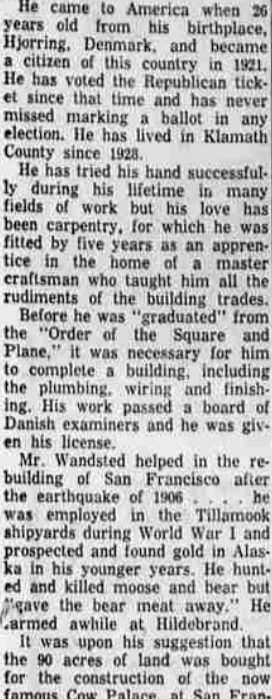 He came to America when 26
years old from his birthplace,
Hjorring, Denmark, and became
a citizen of this country in 1921.
He has voted the Republican tick-
et since that time and has never
missed marking a ballot in any
election. He has lived in Klamath
County since 1928.
He has tried his hand successful-
ly during his lifetime in many
fields of work but his love has
been carpentry, for which he was
fitted by five years as an appren-
tice in the home of a master
craftsman who taught him all the
rudiments of the building trades.
Before he was "graduated" from
the "Order of the Square and
Plane," it was necessary for him
to complete a building, including
the plumbing, wiring and finish-
ing. His work passed a board of
Danish examiners and he was giv-
en his license.
Mr. Wandsted helped in the re-
building of San Francisco after
the earthquake of 1906 . . . . he
was employed in the Tillamook
shipyards during World War I and
prospected and found gold in Alas-
ka in his younger years. He hunt-
ed and killed moose and bear but
"gave the bear meat away." He
armed awhile at Hildebrand.
It was upon his suggestion that
the 90 acres of land was bought
for the construction of the now
famous Cow Palace, at San Fran-